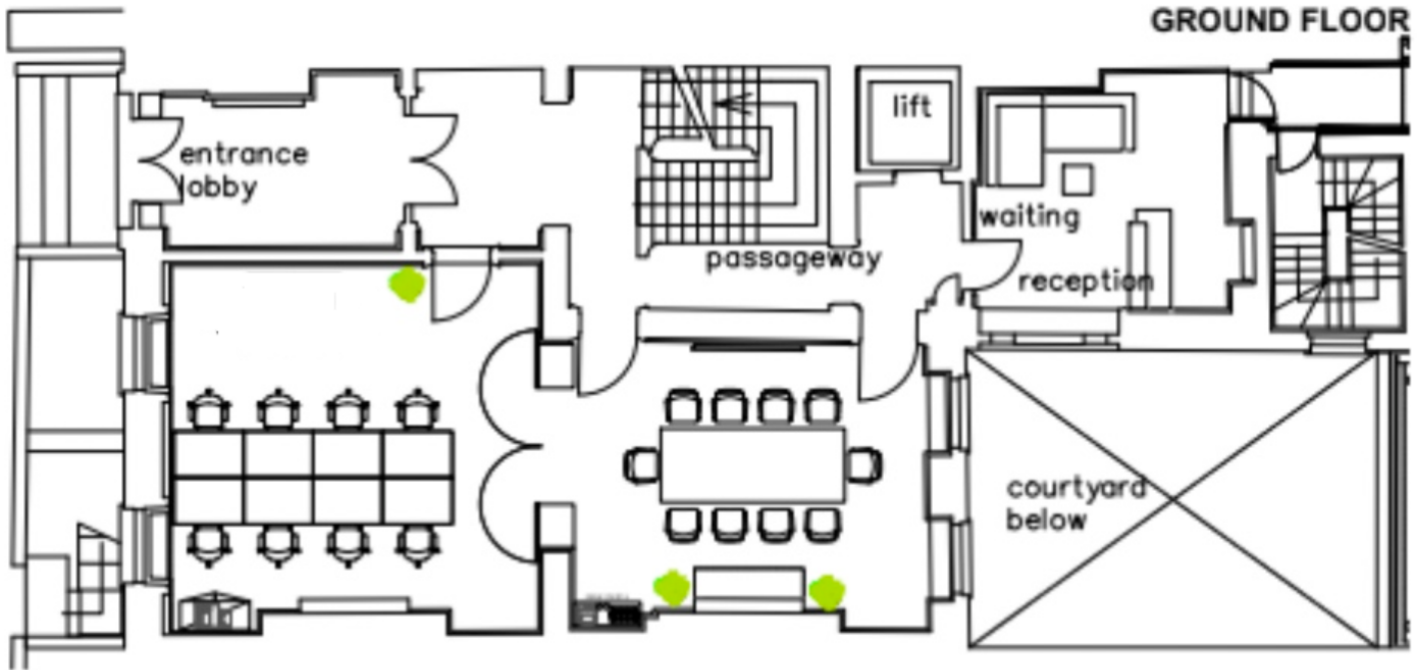 GROUND FLOOR
lift
entrance
lobby
waiting
passageway
reception
courtyard
below